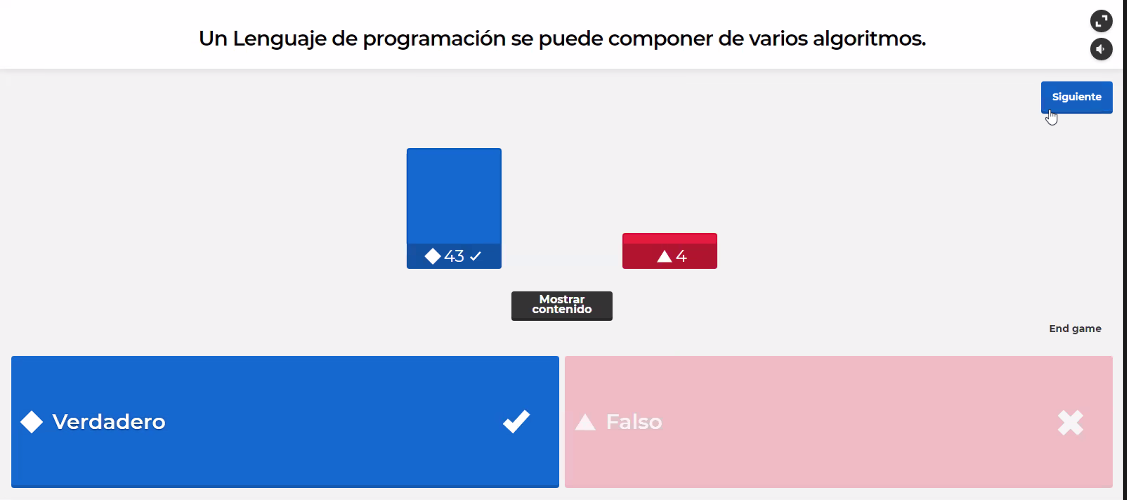 Un Lenguaje de programación se puede componer de varios algoritmos.
Siguiente
43
4
Mostrar
contenido
End game
Verdadero
Falso